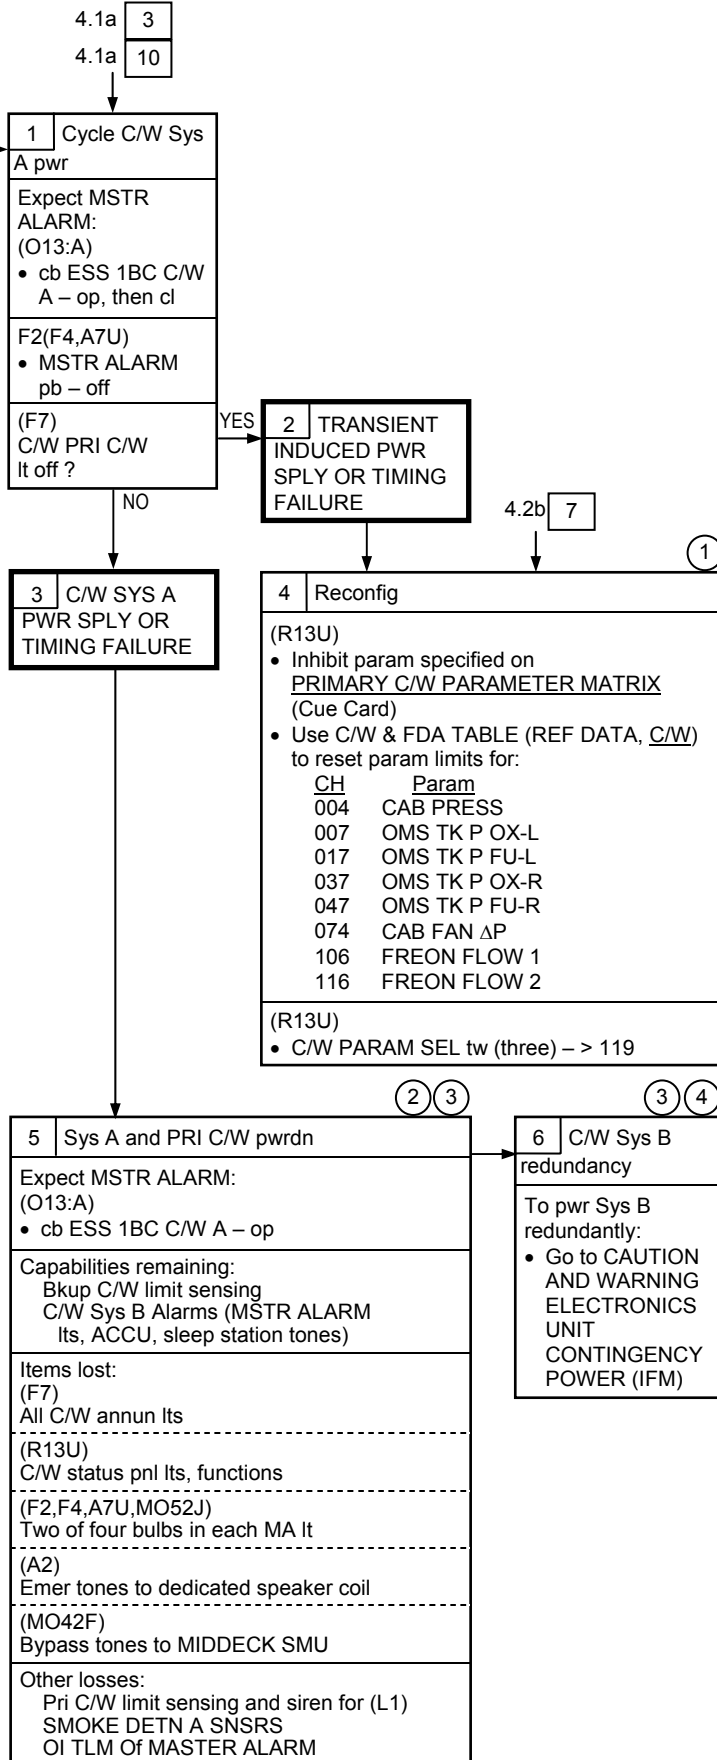 4.1a 3
4.1a 10
1 Cycle C/W Sys
A pwr
Expect MSTR
ALARM:
(O13:A)
• cb ESS 1BC C/W
A – op, then cl
F2(F4,A7U)
• MSTR ALARM
pb – off
(F7)
C/W PRI C/W
lt off ?
YES
NO
2 TRANSIENT
INDUCED PWR
SPLY OR TIMING
FAILURE
3 C/W SYS A
PWR SPLY OR
TIMING FAILURE
4.2b 7
1
4 Reconfig
(R13U)
• Inhibit param specified on
PRIMARY C/W PARAMETER MATRIX
(Cue Card)
• Use C/W & FDA TABLE (REF DATA, C/W)
to reset param limits for:
CH Param
004 CAB PRESS
007 OMS TK P OX-L
017 OMS TK P FU-L
037 OMS TK P OX-R
047 OMS TK P FU-R
074 CAB FAN ∆P
106 FREON FLOW 1
116 FREON FLOW 2
(R13U)
• C/W PARAM SEL tw (three) – > 119
2 3
5 Sys A and PRI C/W pwrdn
Expect MSTR ALARM:
(O13:A)
• cb ESS 1BC C/W A – op
Capabilities remaining:
Bkup C/W limit sensing
C/W Sys B Alarms (MSTR ALARM
lts, ACCU, sleep station tones)
Items lost:
(F7)
All C/W annun lts
(R13U)
C/W status pnl lts, functions
(F2,F4,A7U,MO52J)
Two of four bulbs in each MA lt
(A2)
Emer tones to dedicated speaker coil
(MO42F)
Bypass tones to MIDDECK SMU
Other losses:
Pri C/W limit sensing and siren for (L1)
SMOKE DETN A SNSRS
OI TLM Of MASTER ALARM
3 4
6 C/W Sys B
redundancy
To pwr Sys B
redundantly:
• Go to CAUTION
AND WARNING
ELECTRONICS
UNIT
CONTINGENCY
POWER (IFM)